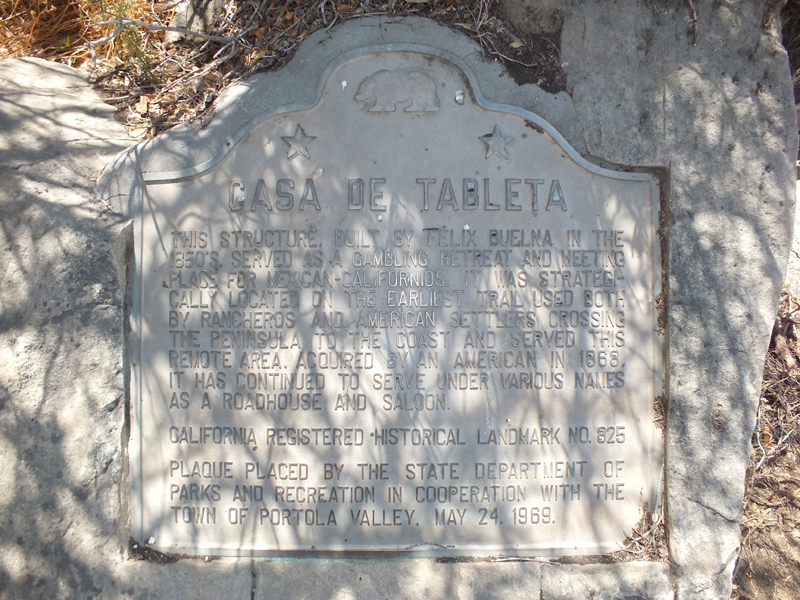 CASA DE TABLETA
THIS STRUCTURE, BUILT BY FÉLIX BUELNA IN THE
1850'S, SERVED AS A GAMBLING RETREAT AND MEETING
PLACE FOR MEXICAN-CALIFORNIOS. IT WAS STRATEGI-
CALLY LOCATED ON THE EARLIEST TRAIL USED BOTH
BY RANCHEROS AND AMERICAN SETTLERS CROSSING
THE PENINSULA TO THE COAST AND SERVED THIS
REMOTE AREA. ACQUIRED BY AN AMERICAN IN 1868,
IT HAS CONTINUED TO SERVE UNDER VARIOUS NAMES
AS A ROADHOUSE AND SALOON.
CALIFORNIA REGISTERED HISTORICAL LANDMARK NO. 825
PLAQUE PLACED BY THE STATE DEPARTMENT OF
PARKS AND RECREATION IN COOPERATION WITH THE
TOWN OF PORTOLA VALLEY, MAY 24, 1969.